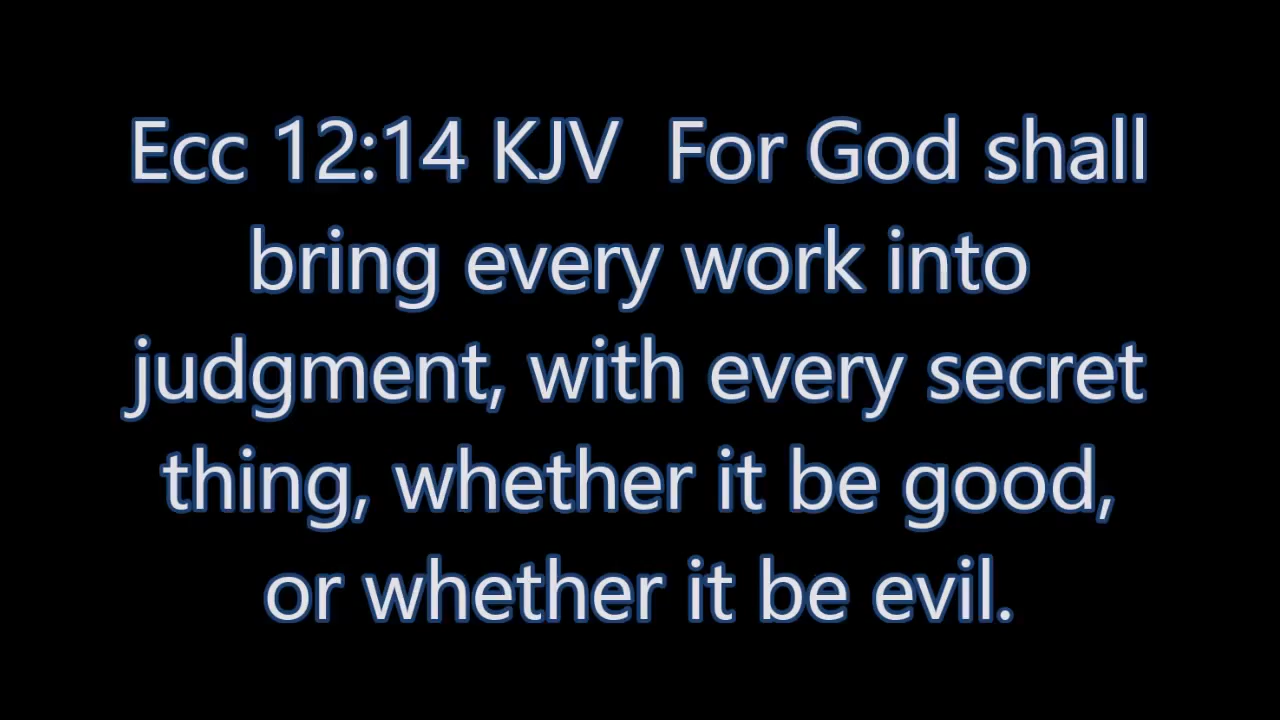 Ecc 12:14 KJV  For God shall
bring every work into
judgment, with every secret
thing, whether it be good,
or whether it be evil.